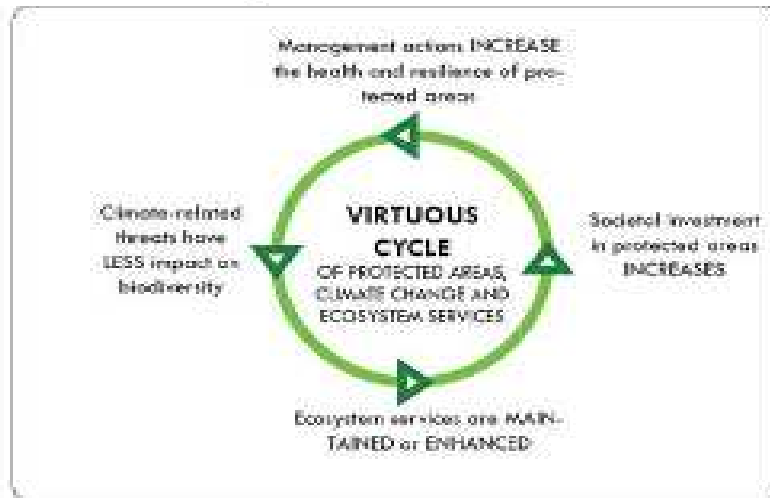 Management actions INCREASE
the health and resilience of pro-
tected areas
Climate-related
threats have
LESS impact on
biodiversity
VIRTUOUS
CYCLE
OF PROTECTED AREAS,
CLIMATE CHANGE AND
ECOSYSTEM SERVICES
Societal investment
in protected areas
INCREASES
Ecosystem services are MAIN-
TAINED or ENHANCED